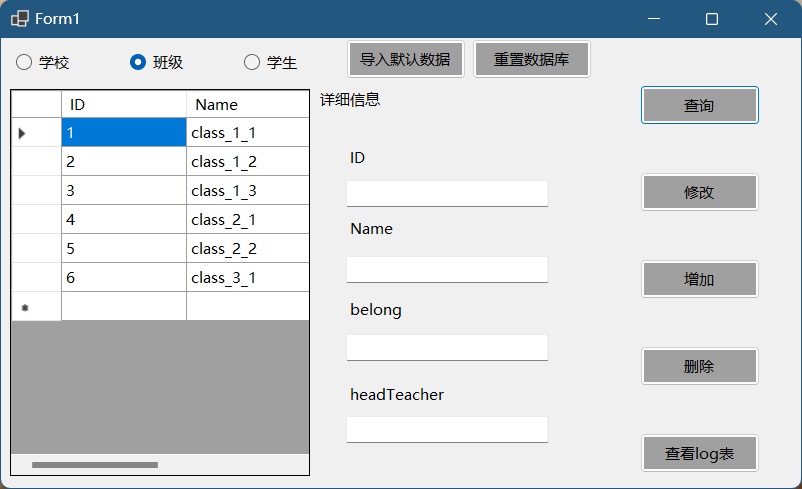 Form1
学校 班级 学生 导入默认数据 重置数据库
ID Name
1 class_1_1
2 class_1_2
3 class_1_3
4 class_2_1
5 class_2_2
6 class_3_1
详细信息
ID
Name
belong
headTeacher
查询
修改
增加
删除
查看log表